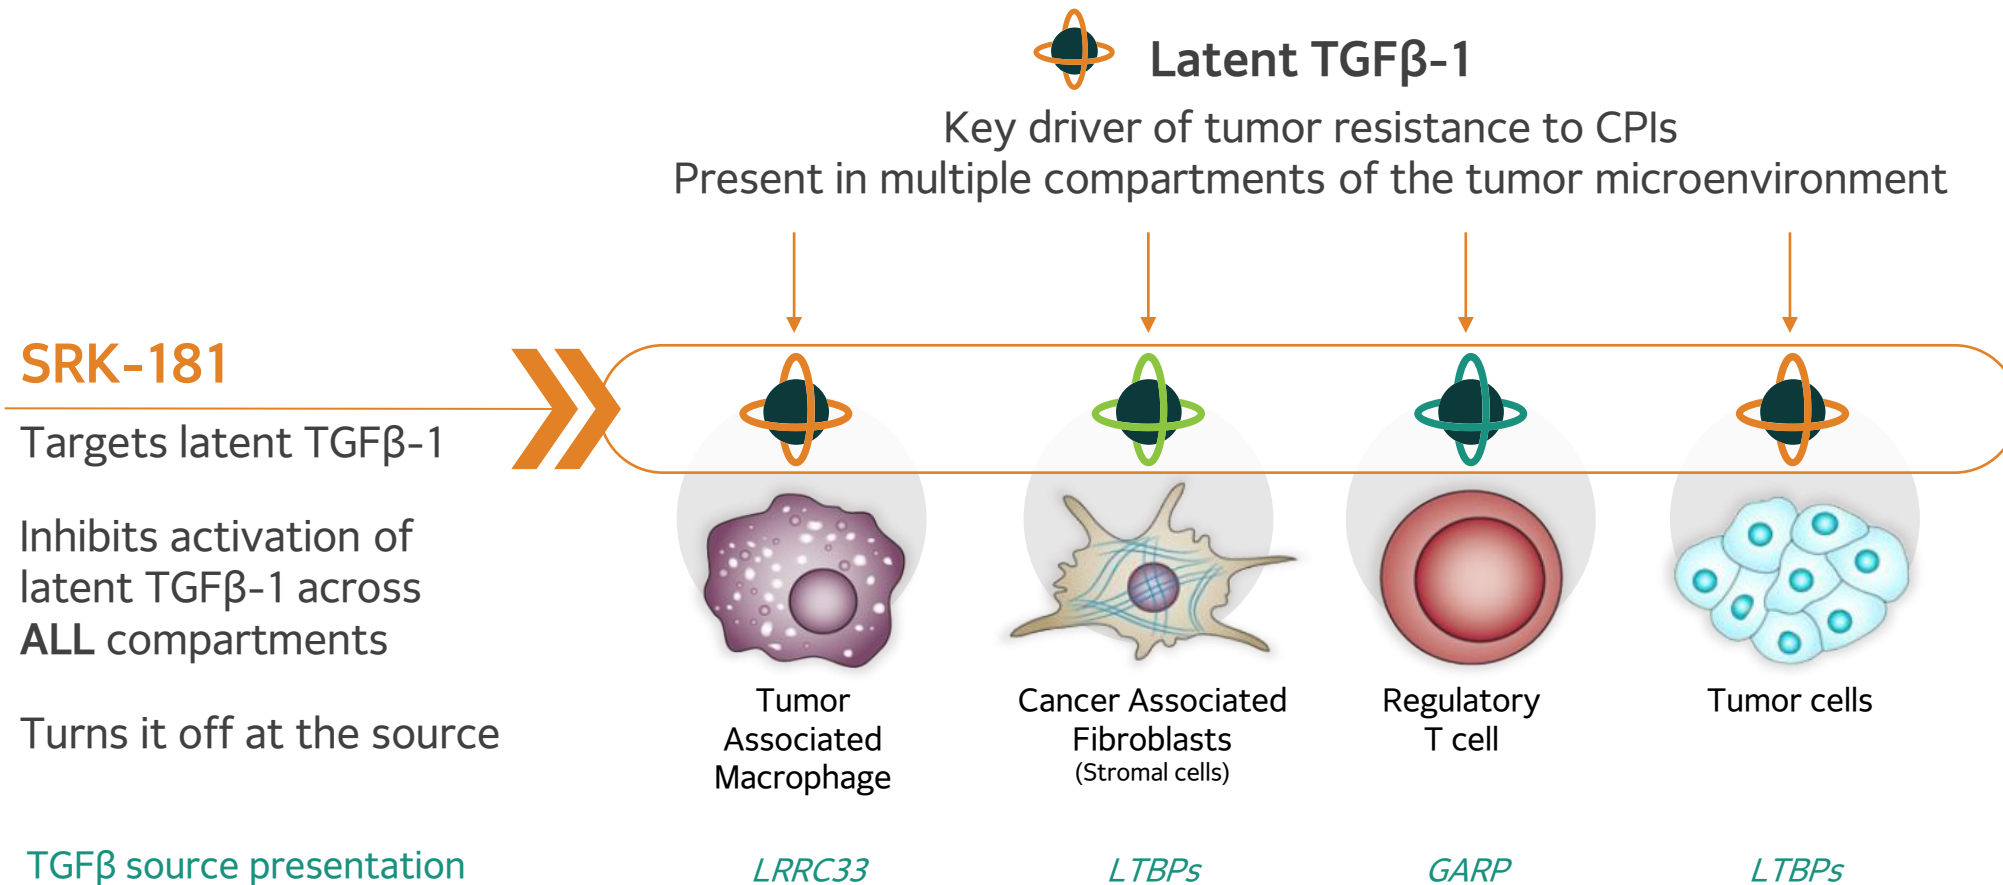 Latent TGFβ-1
Key driver of tumor resistance to CPIs
Present in multiple compartments of the tumor microenvironment
SRK-181
Targets latent TGFβ-1
Inhibits activation of
latent TGFβ-1 across
ALL compartments
Turns it off at the source
Tumor
Associated
Macrophage
Cancer Associated
Fibroblasts
(Stromal cells)
Regulatory
T cell
Tumor cells
TGFβ source presentation
LRRC33
LTBPs
GARP
LTBPs